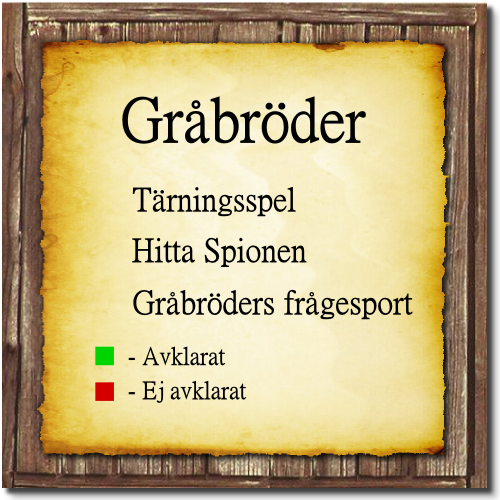 Gråbröder
Tärningsspel
Hitta Spionen
Gråbröders frågesport
- Avklarat
- Ej avklarat